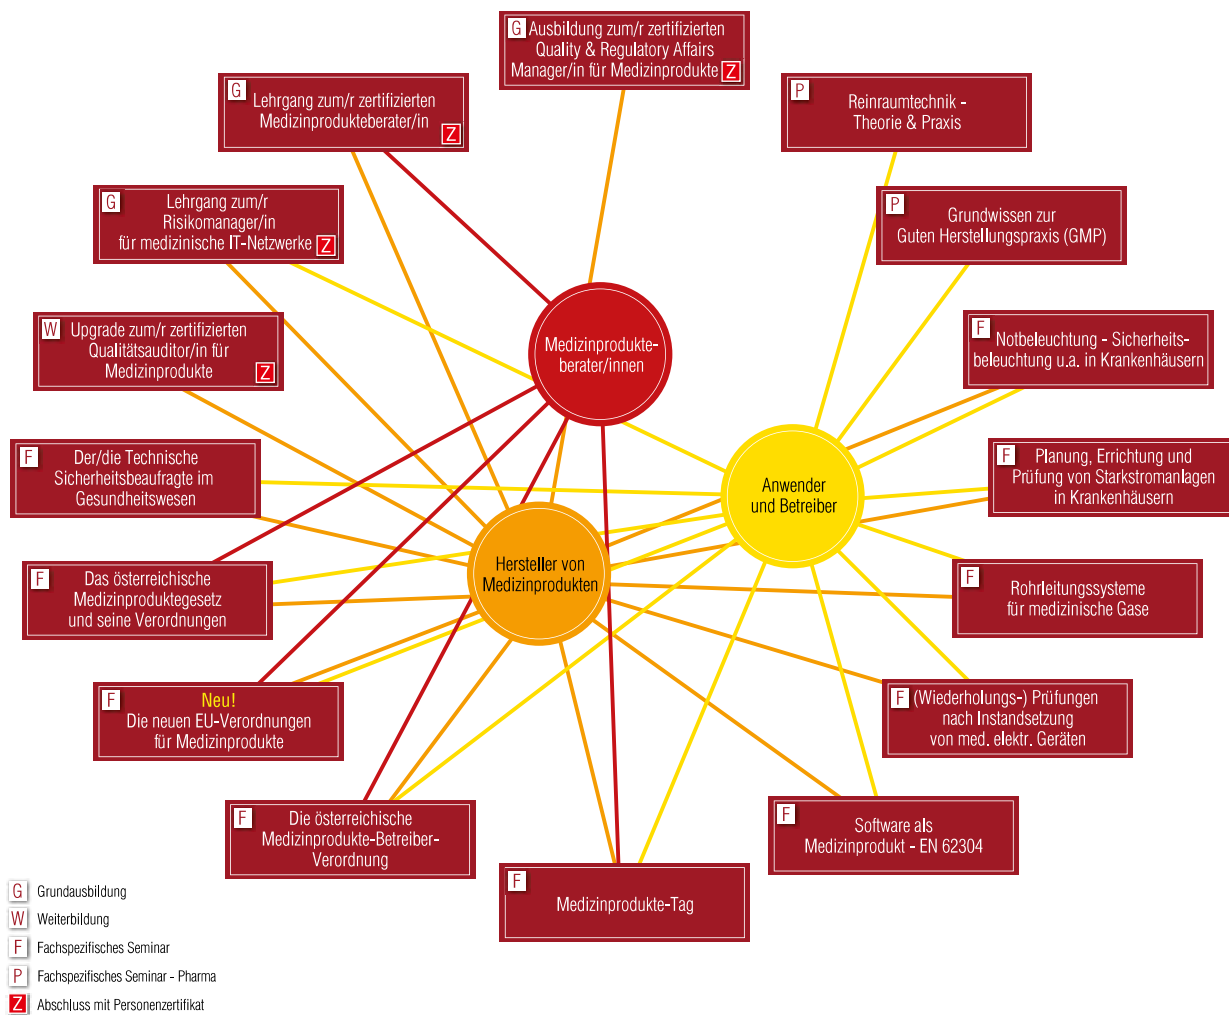 G Ausbildung zum/r zertifizierten
Quality & Regulatory Affairs
Manager/in für Medizinprodukte Z
G Lehrgang zum/r zertifizierten
Medizinprodukteberater/in
Z
P Reinraumtechnik -
Theorie & Praxis
G Lehrgang zum/r
Risikomanager/in
für medizinische IT-Netzwerke Z
P Grundwissen zur
Guten Herstellungspraxis (GMP)
W Upgrade zum/r zertifizierten
Qualitätsauditor/in für
Medizinprodukte Z
Medizinprodukte-
berater/innen
F Notbeleuchtung - Sicherheits-
beleuchtung u.a. in Krankenhäusern
F Der/die Technische
Sicherheitsbeaufragte im
Gesundheitswesen
Anwender
und Betreiber
F Planung, Errichtung und
Prüfung von Starkstromanlagen
in Krankenhäusern
F Das österreichische
Medizinproduktegesetz
und seine Verordnungen
Hersteller von
Medizinprodukten
F Rohrleitungssysteme
für medizinische Gase
F Neu!
Die neuen EU-Verordnungen
für Medizinprodukte
F (Wiederholungs-) Prüfungen
nach Instandsetzung
von med. elektr. Geräten
F Die österreichische
Medizinprodukte-Betreiber-
Verordnung
F Software als
Medizinprodukt - EN 62304
F Medizinprodukte-Tag
G Grundausbildung
W Weiterbildung
F Fachspezifisches Seminar
P Fachspezifisches Seminar - Pharma
Z Abschluss mit Personenzertifikat